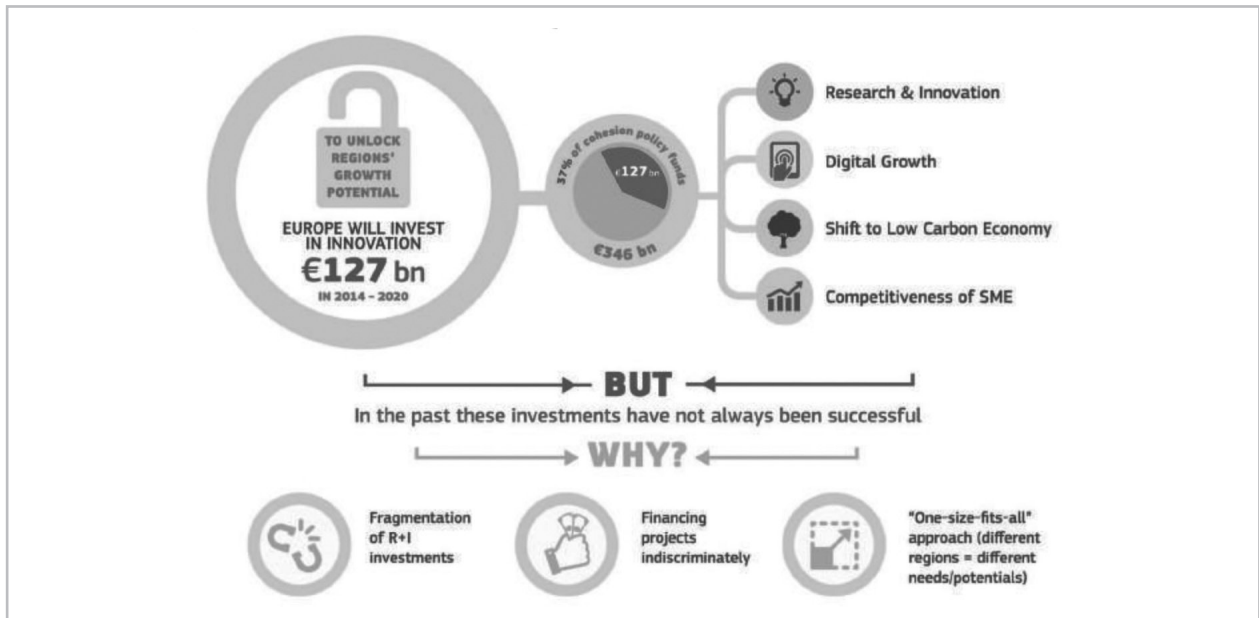 TO UNLOCK
REGIONS'
GROWTH
POTENTIAL
EUROPE WILL INVEST
IN INNOVATION
€127 bn
IN 2014 - 2020
37% of cohesion policy funds
€127 bn
€346 bn
Research & Innovation
Digital Growth
Shift to Low Carbon Economy
Competitiveness of SME
BUT
In the past these investments have not always been successful
WHY?
Fragmentation
of R+I
investments
Financing
projects
indiscriminately
"One-size-fits-all"
approach (different
regions = different
needs/potentials)